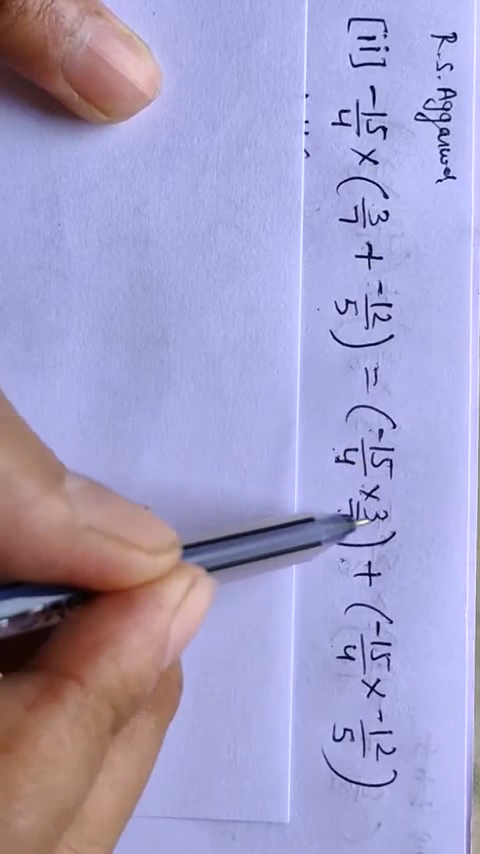 R.S. Aggarwal
[ii] -15/4 × (3/7 + -12/5) = (-15/4 × 3/7) + (-15/4 × -12/5)